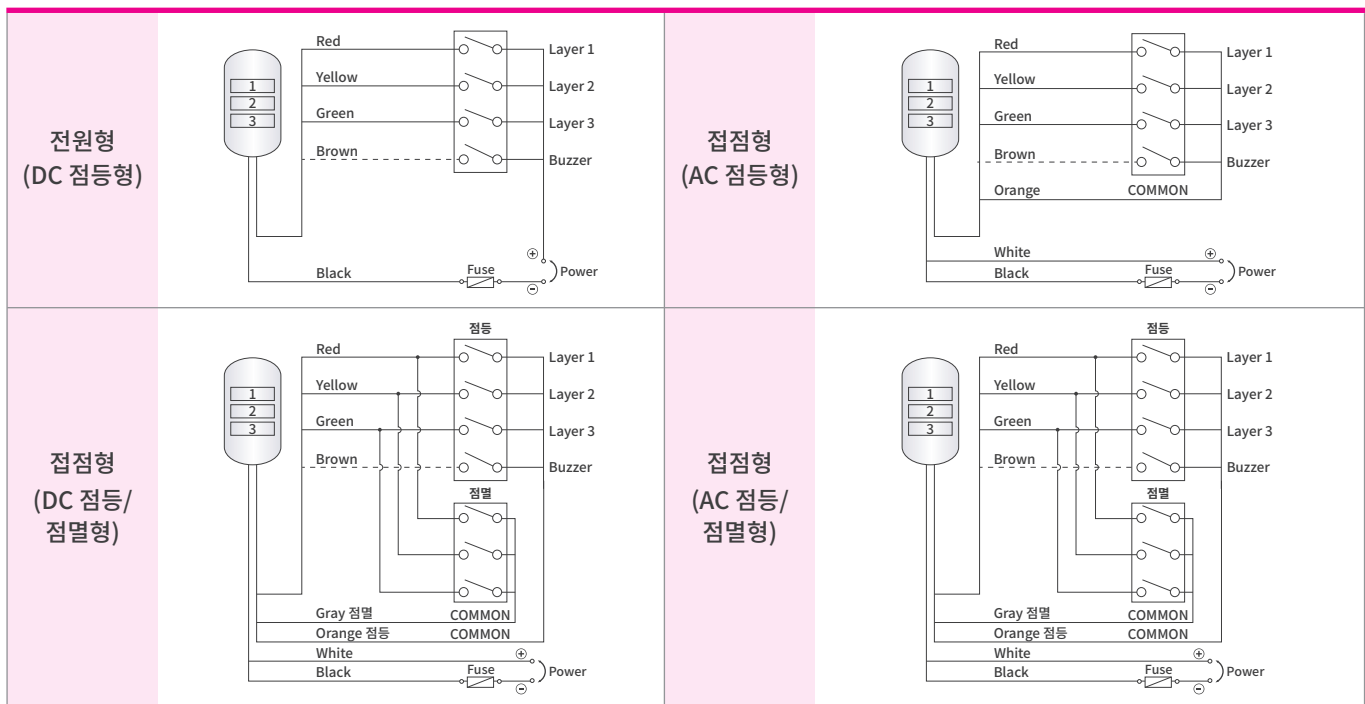 전원형
(DC 점등형)
1
2
3
Red
Yellow
Green
Brown
Layer 1
Layer 2
Layer 3
Buzzer
Black
Fuse
⊕
⊖
Power
접점형
(AC 점등형)
1
2
3
Red
Yellow
Green
Brown
Orange
COMMON
Layer 1
Layer 2
Layer 3
Buzzer
White
Black
Fuse
⊕
⊖
Power
접점형
(DC 점등/
점멸형)
1
2
3
점등
Red
Yellow
Green
Brown
Layer 1
Layer 2
Layer 3
Buzzer
점멸
Gray 점멸 COMMON
Orange 점등 COMMON
White
Black
Fuse
⊕
⊖
Power
접점형
(AC 점등/
점멸형)
1
2
3
점등
Red
Yellow
Green
Brown
Layer 1
Layer 2
Layer 3
Buzzer
점멸
Gray 점멸 COMMON
Orange 점등 COMMON
White
Black
Fuse
⊕
⊖
Power